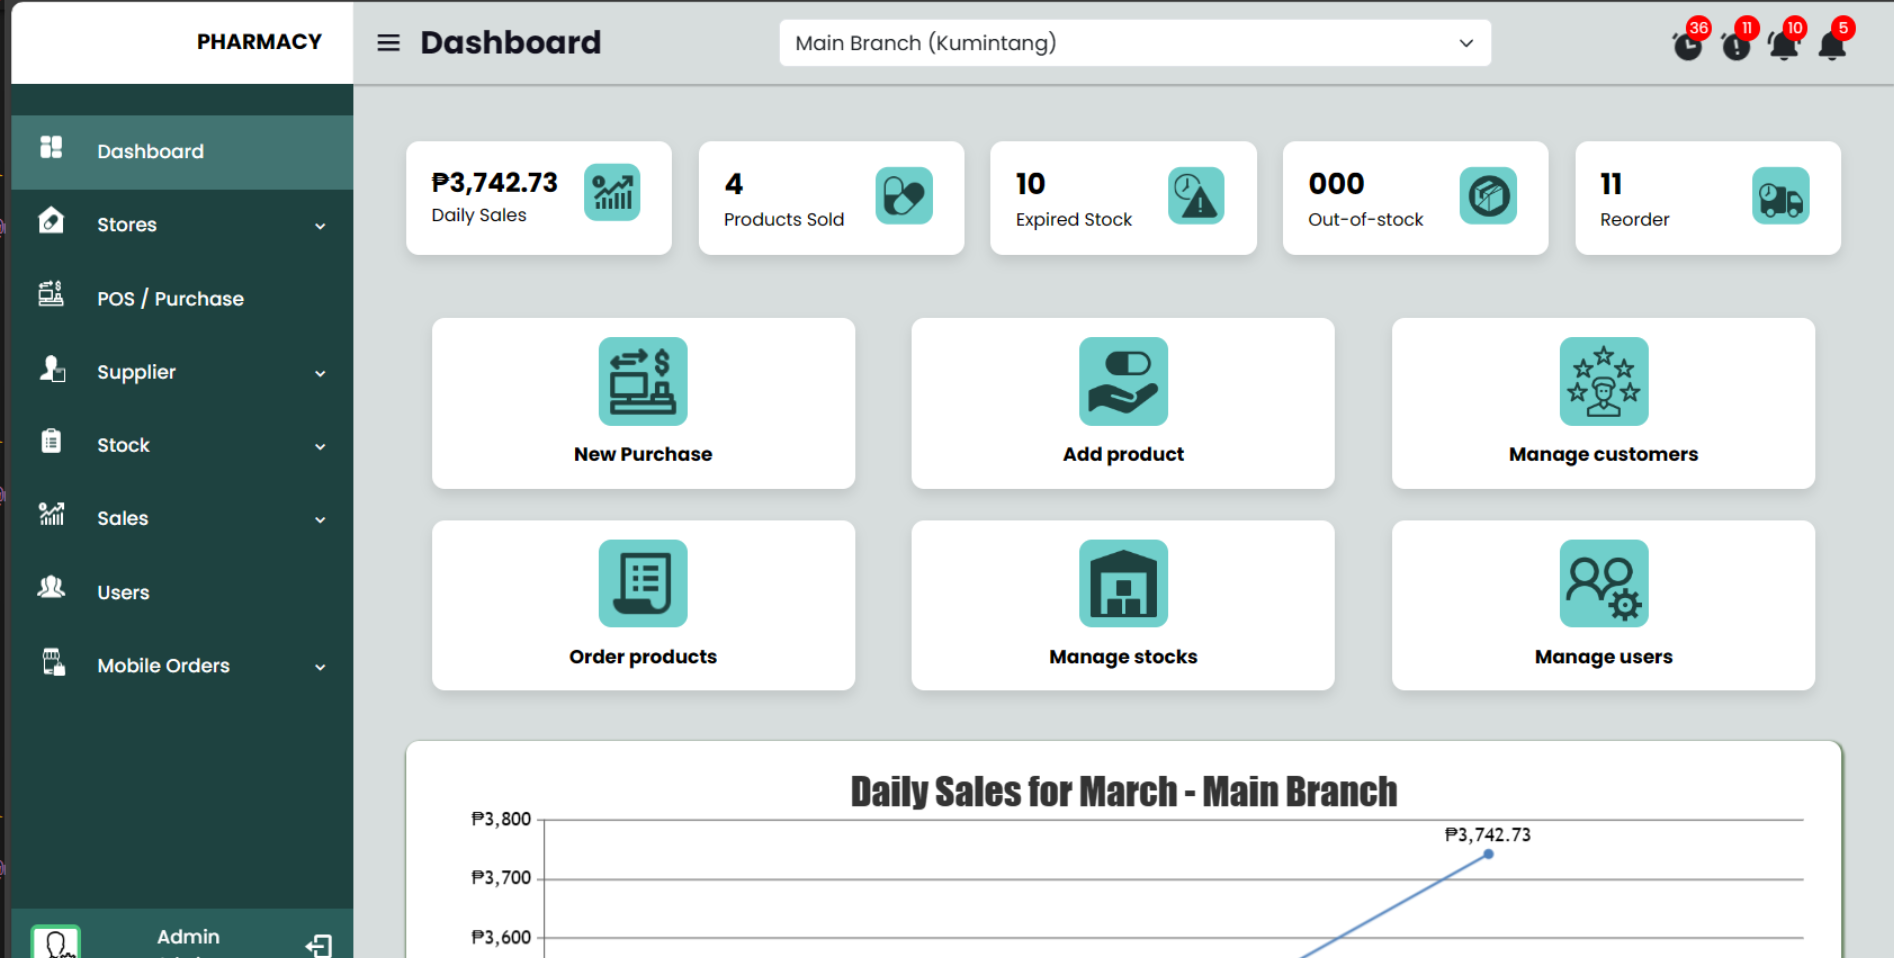 PHARMACY
Dashboard
Main Branch (Kumintang)
36
11
10
5
Dashboard
Stores
POS / Purchase
Supplier
Stock
Sales
Users
Mobile Orders
Admin
₱3,742.73
Daily Sales
4
Products Sold
10
Expired Stock
000
Out-of-stock
11
Reorder
New Purchase
Add product
Manage customers
Order products
Manage stocks
Manage users
Daily Sales for March - Main Branch
₱3,800
₱3,742.73
₱3,700
₱3,600